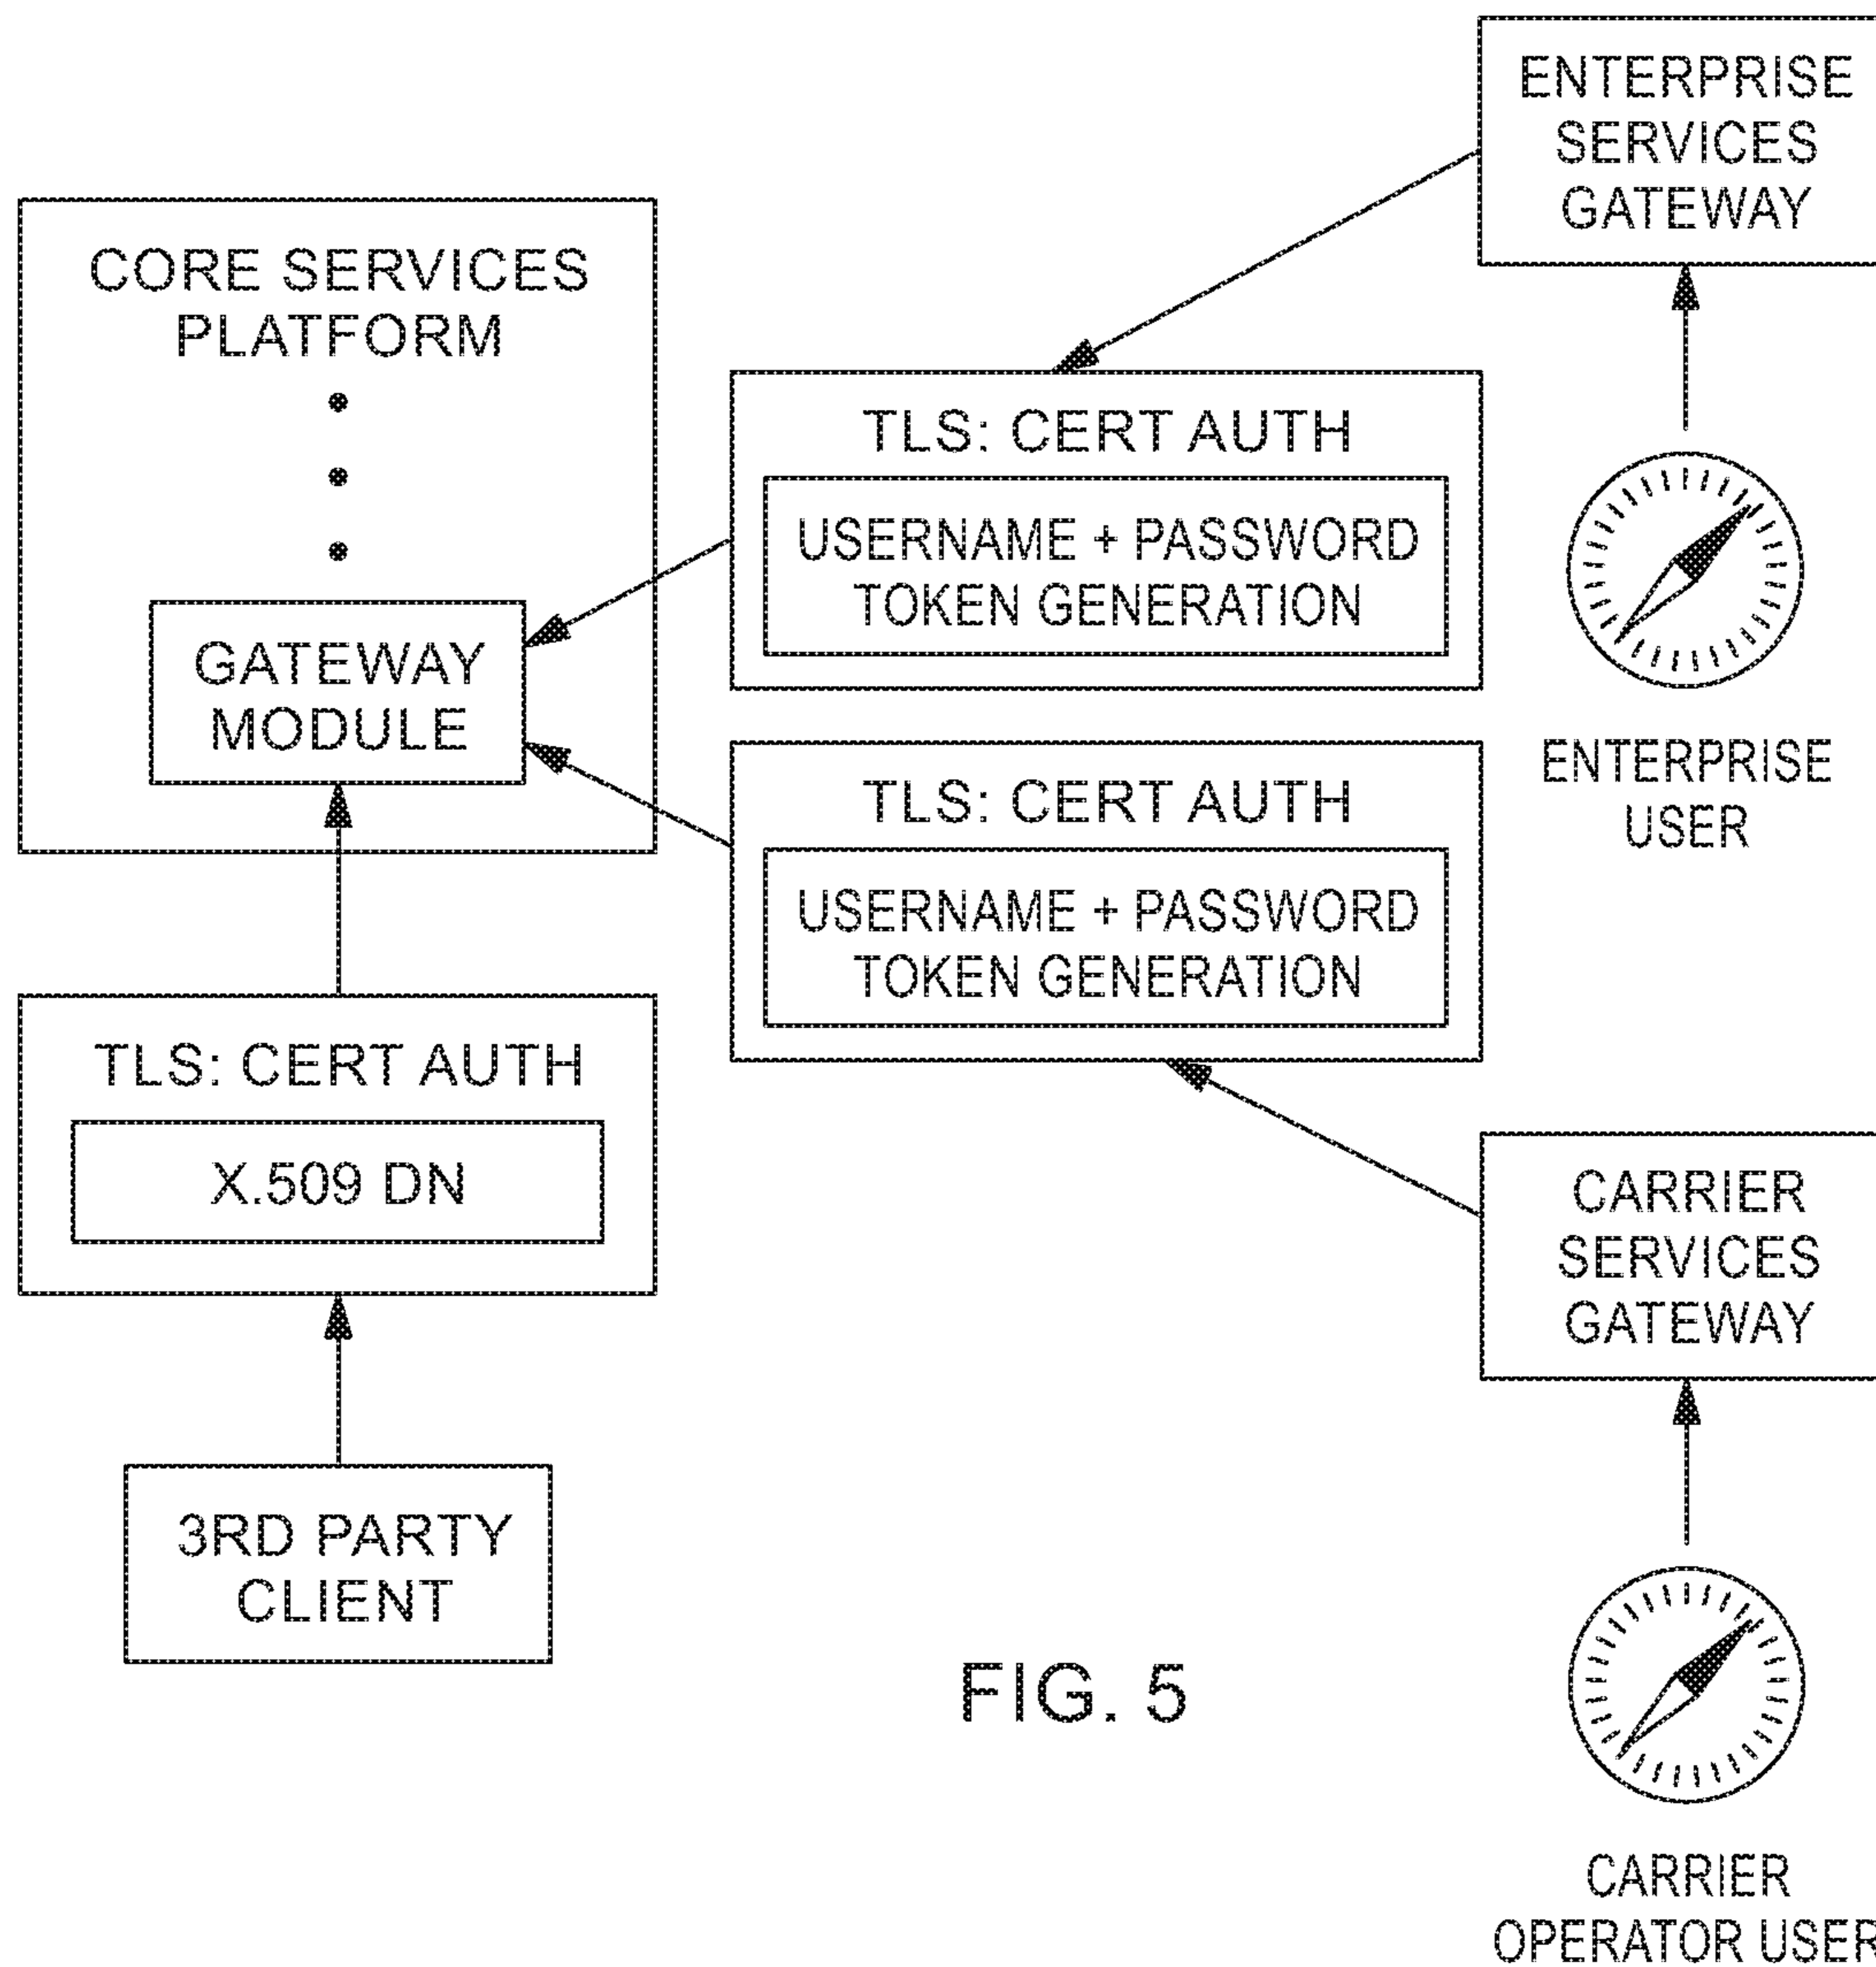 ENTERPRISE
SERVICES
GATEWAY
CORE SERVICES
PLATFORM
GATEWAY
MODULE
TLS: CERT AUTH
USERNAME + PASSWORD
TOKEN GENERATION
ENTERPRISE
USER
TLS: CERT AUTH
USERNAME + PASSWORD
TOKEN GENERATION
TLS: CERT AUTH
X.509 DN
CARRIER
SERVICES
GATEWAY
3RD PARTY
CLIENT
FIG. 5
CARRIER
OPERATOR USER